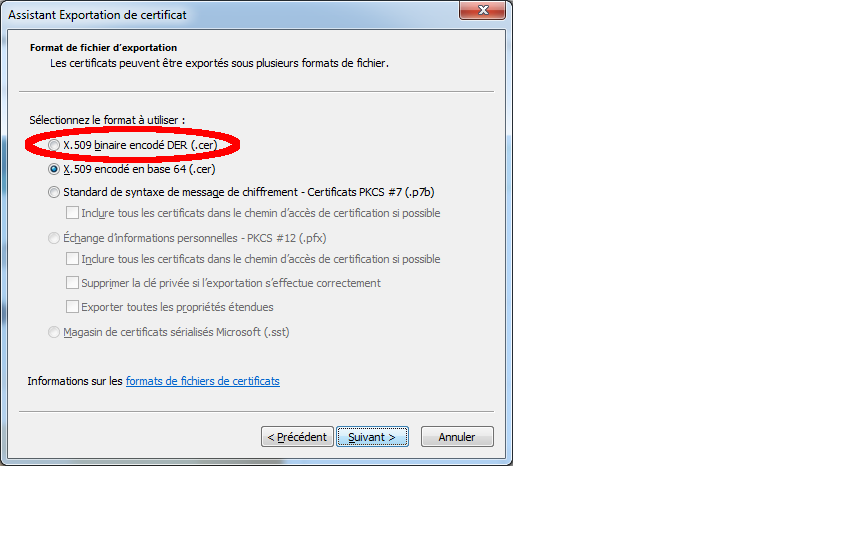 Assistant Exportation de certificat
Format de fichier d'exportation
Les certificats peuvent être exportés sous plusieurs formats de fichier.
Sélectionnez le format à utiliser :
X.509 binaire encodé DER (.cer)
X.509 encodé en base 64 (.cer)
Standard de syntaxe de message de chiffrement - Certificats PKCS #7 (.p7b)
Inclure tous les certificats dans le chemin d'accès de certification si possible
Échange d'informations personnelles - PKCS #12 (.pfx)
Inclure tous les certificats dans le chemin d'accès de certification si possible
Supprimer la clé privée si l'exportation s'effectue correctement
Exporter toutes les propriétés étendues
Magasin de certificats sérialisés Microsoft (.sst)
Informations sur les formats de fichiers de certificats
< Précédent Suivant > Annuler